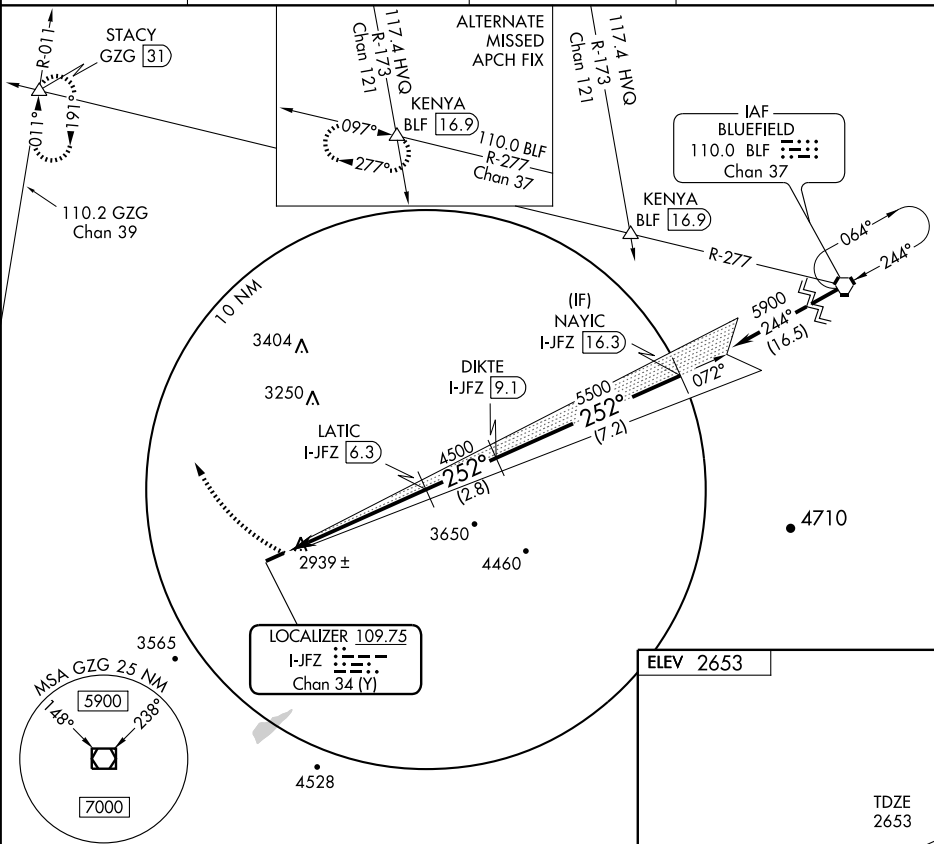 R-011
STACY
GZG 31
011°
191°
110.2 GZG
Chan 39
117.4 HVQ
R-173
Chan 121
ALTERNATE
MISSED
APCH FIX
KENYA
BLF 16.9
097°
277°
110.0 BLF
R-277
Chan 37
117.4 HVQ
R-173
Chan 121
IAF
BLUEFIELD
110.0 BLF
Chan 37
KENYA
BLF 16.9
R-277
064°
244°
10 NM
5900
244°
(16.5)
(IF)
NAYIC
I-JFZ 16.3
3404
3250
DIKTE
I-JFZ 9.1
5500
252°
(7.2)
072°
LATIC
I-JFZ 6.3
4500
252°
(2.8)
3650
4460
4710
2939 ±
LOCALIZER 109.75
I-JFZ
Chan 34 (Y)
3565
MSA GZG 25 NM
5900
148°
238°
7000
4528
ELEV 2653
TDZE
2653